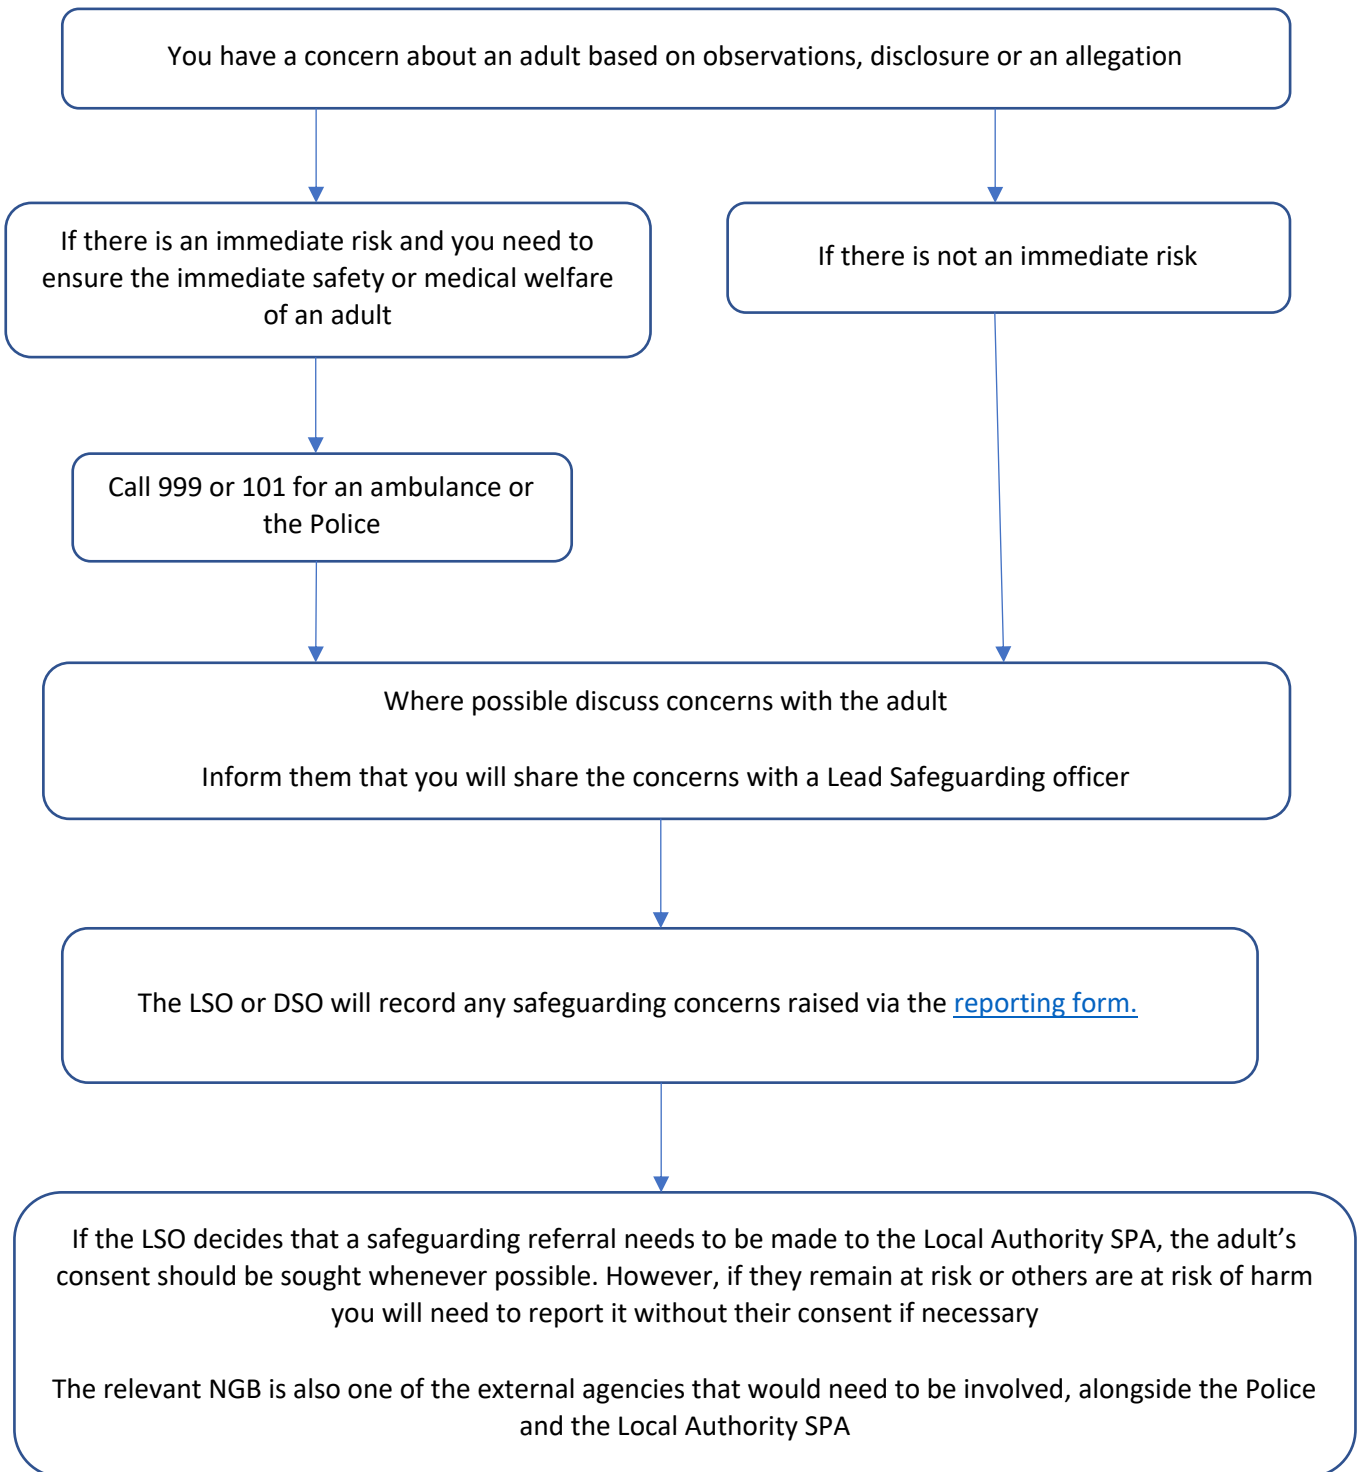 You have a concern about an adult based on observations, disclosure or an allegation
If there is an immediate risk and you need to
ensure the immediate safety or medical welfare
of an adult
If there is not an immediate risk
Call 999 or 101 for an ambulance or
the Police
Where possible discuss concerns with the adult
Inform them that you will share the concerns with a Lead Safeguarding officer
The LSO or DSO will record any safeguarding concerns raised via the reporting form.
If the LSO decides that a safeguarding referral needs to be made to the Local Authority SPA, the adult’s
consent should be sought whenever possible. However, if they remain at risk or others are at risk of harm
you will need to report it without their consent if necessary
The relevant NGB is also one of the external agencies that would need to be involved, alongside the Police
and the Local Authority SPA